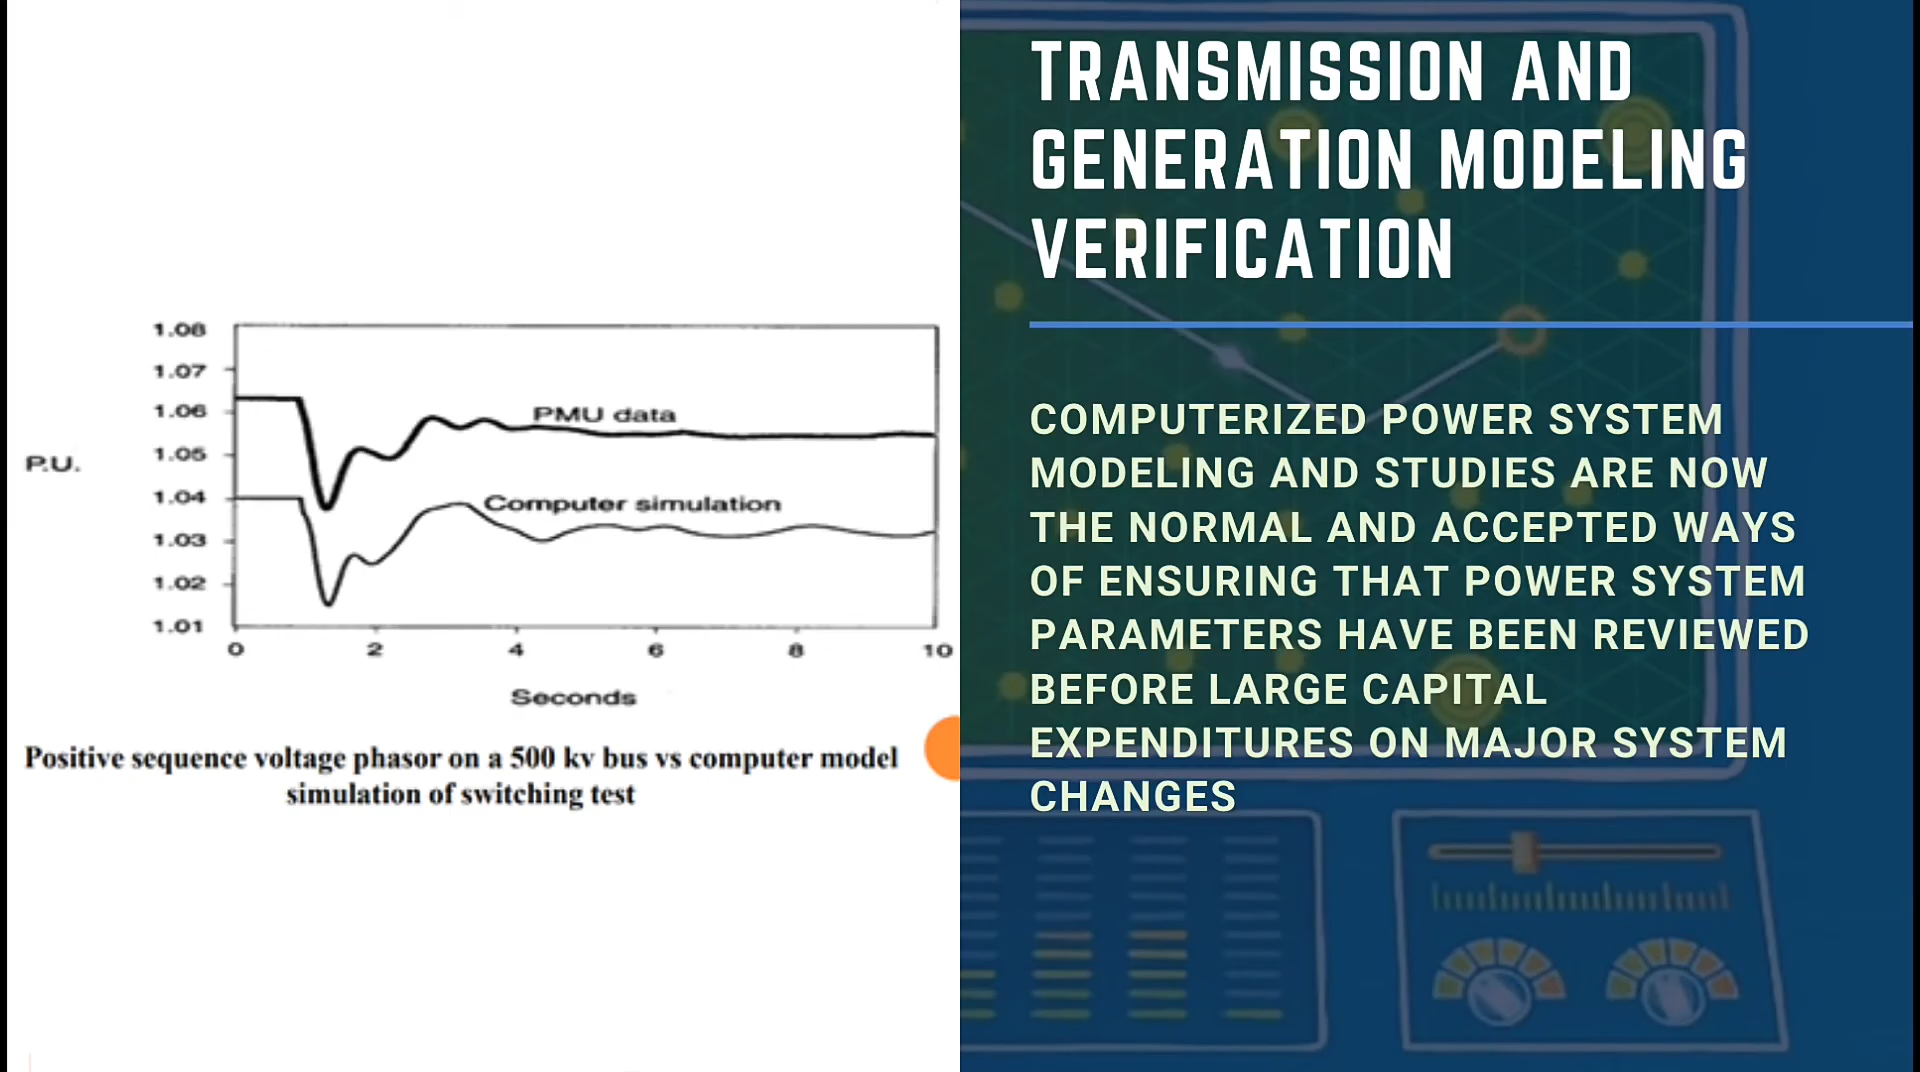 TRANSMISSION AND
GENERATION MODELING
VERIFICATION
COMPUTERIZED POWER SYSTEM
MODELING AND STUDIES ARE NOW
THE NORMAL AND ACCEPTED WAYS
OF ENSURING THAT POWER SYSTEM
PARAMETERS HAVE BEEN REVIEWED
BEFORE LARGE CAPITAL
EXPENDITURES ON MAJOR SYSTEM
CHANGES
1.08
1.07
1.06
1.05
1.04
1.03
1.02
1.01
P.U.
PMU data
Computer simulation
0 2 4 6 8 10
Seconds
Positive sequence voltage phasor on a 500 kv bus vs computer model
simulation of switching test